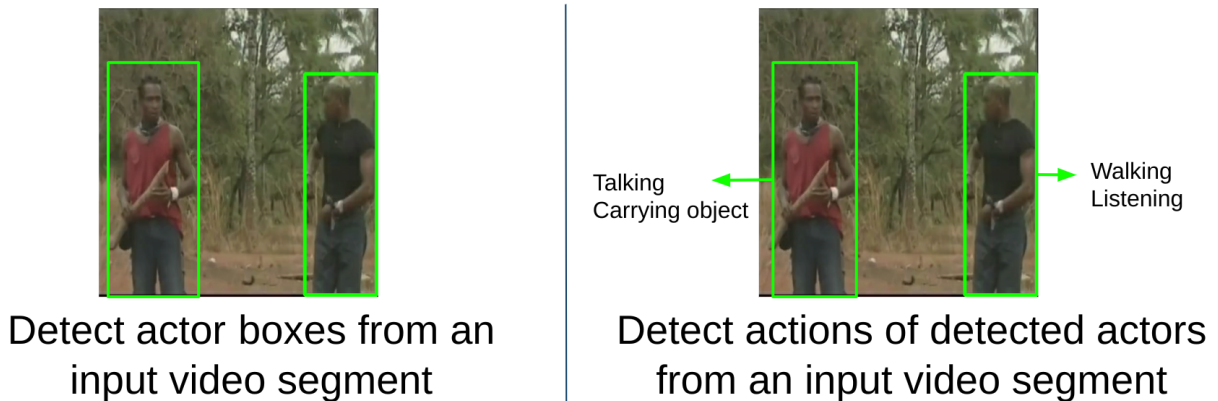 Talking
Carrying object
Walking
Listening
Detect actor boxes from an
input video segment
Detect actions of detected actors
from an input video segment